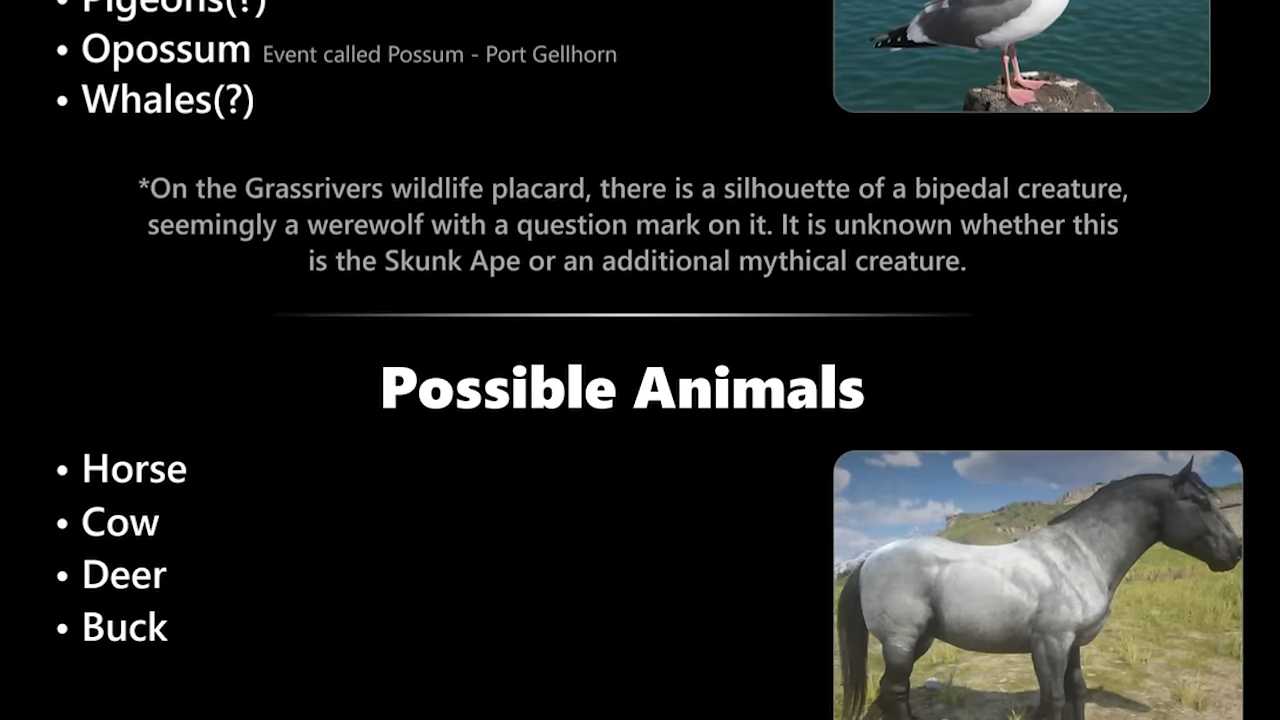 • Pigeons(?)
• Opossum Event called Possum - Port Gellhorn
• Whales(?)
*On the Grassrivers wildlife placard, there is a silhouette of a bipedal creature,
seemingly a werewolf with a question mark on it. It is unknown whether this
is the Skunk Ape or an additional mythical creature.
Possible Animals
• Horse
• Cow
• Deer
• Buck